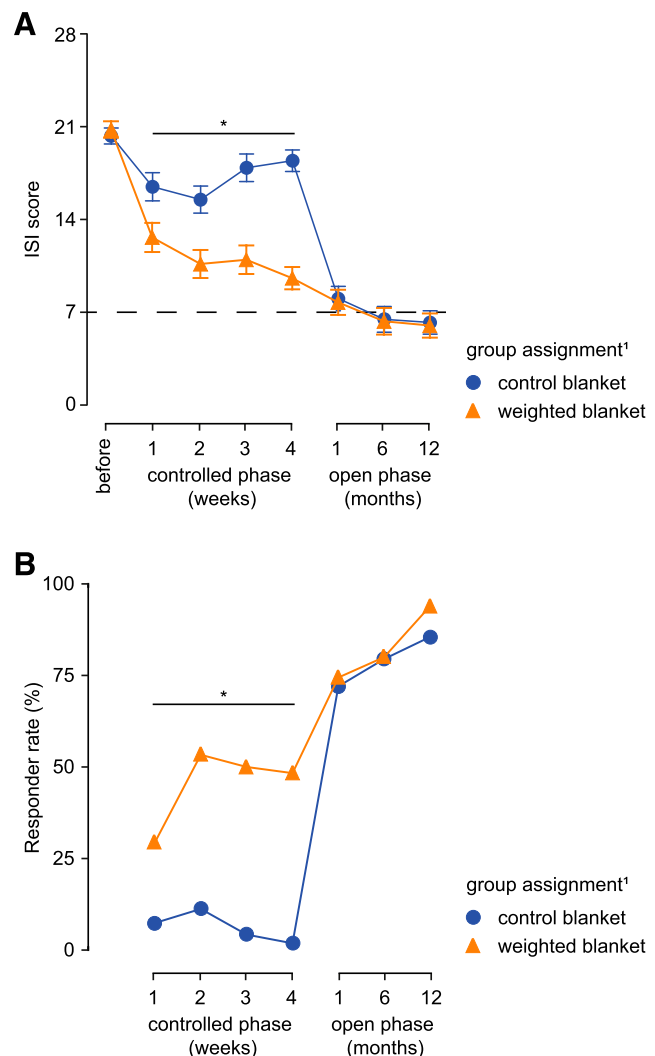 A
28
21
14
7
0
ISI score
*
before
1 2 3 4
controlled phase
(weeks)
1 6 12
open phase
(months)
group assignment¹
control blanket
weighted blanket
B
100
75
50
25
0
Responder rate (%)
*
1 2 3 4
controlled phase
(weeks)
1 6 12
open phase
(months)
group assignment¹
control blanket
weighted blanket